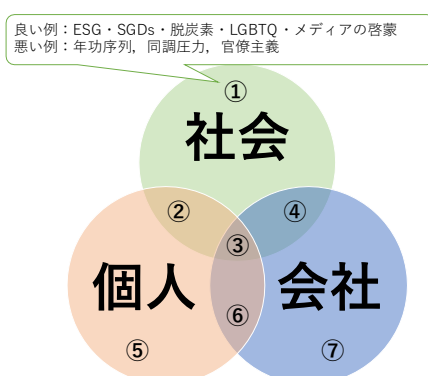 良い例：ESG・SGDs・脱炭素・LGBTQ・メディアの啓蒙
悪い例：年功序列，同調圧力，官僚主義
①
社会
②
④
③
個人
会社
⑥
⑤
⑦